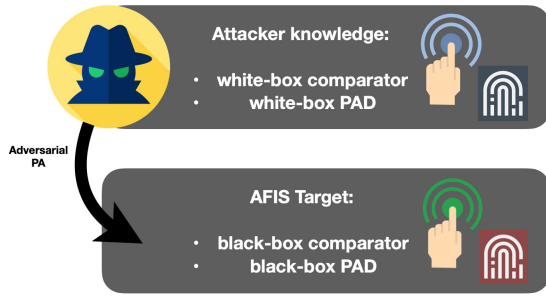 Attacker knowledge:
• white-box comparator
• white-box PAD
Adversarial
PA
AFIS Target:
• black-box comparator
• black-box PAD